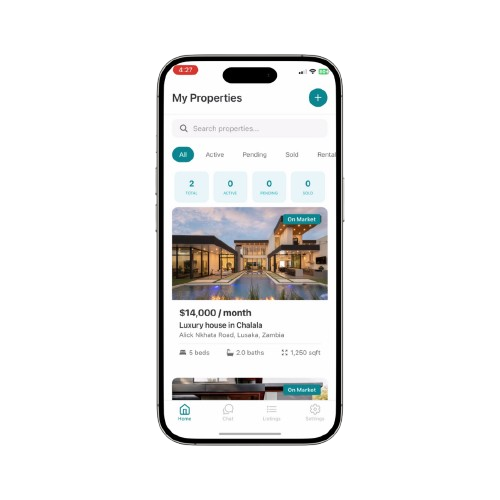 4:27
My Properties
+
Search properties...
All Active Pending Sold Rental
2 0 0 0
TOTAL ACTIVE PENDING SOLD
On Market
$14,000 / month
Luxury house in Chalala
Alick Nkhata Road, Lusaka, Zambia
5 beds 2.0 baths 1,250 sqft
On Market
Home Chat Listings Settings